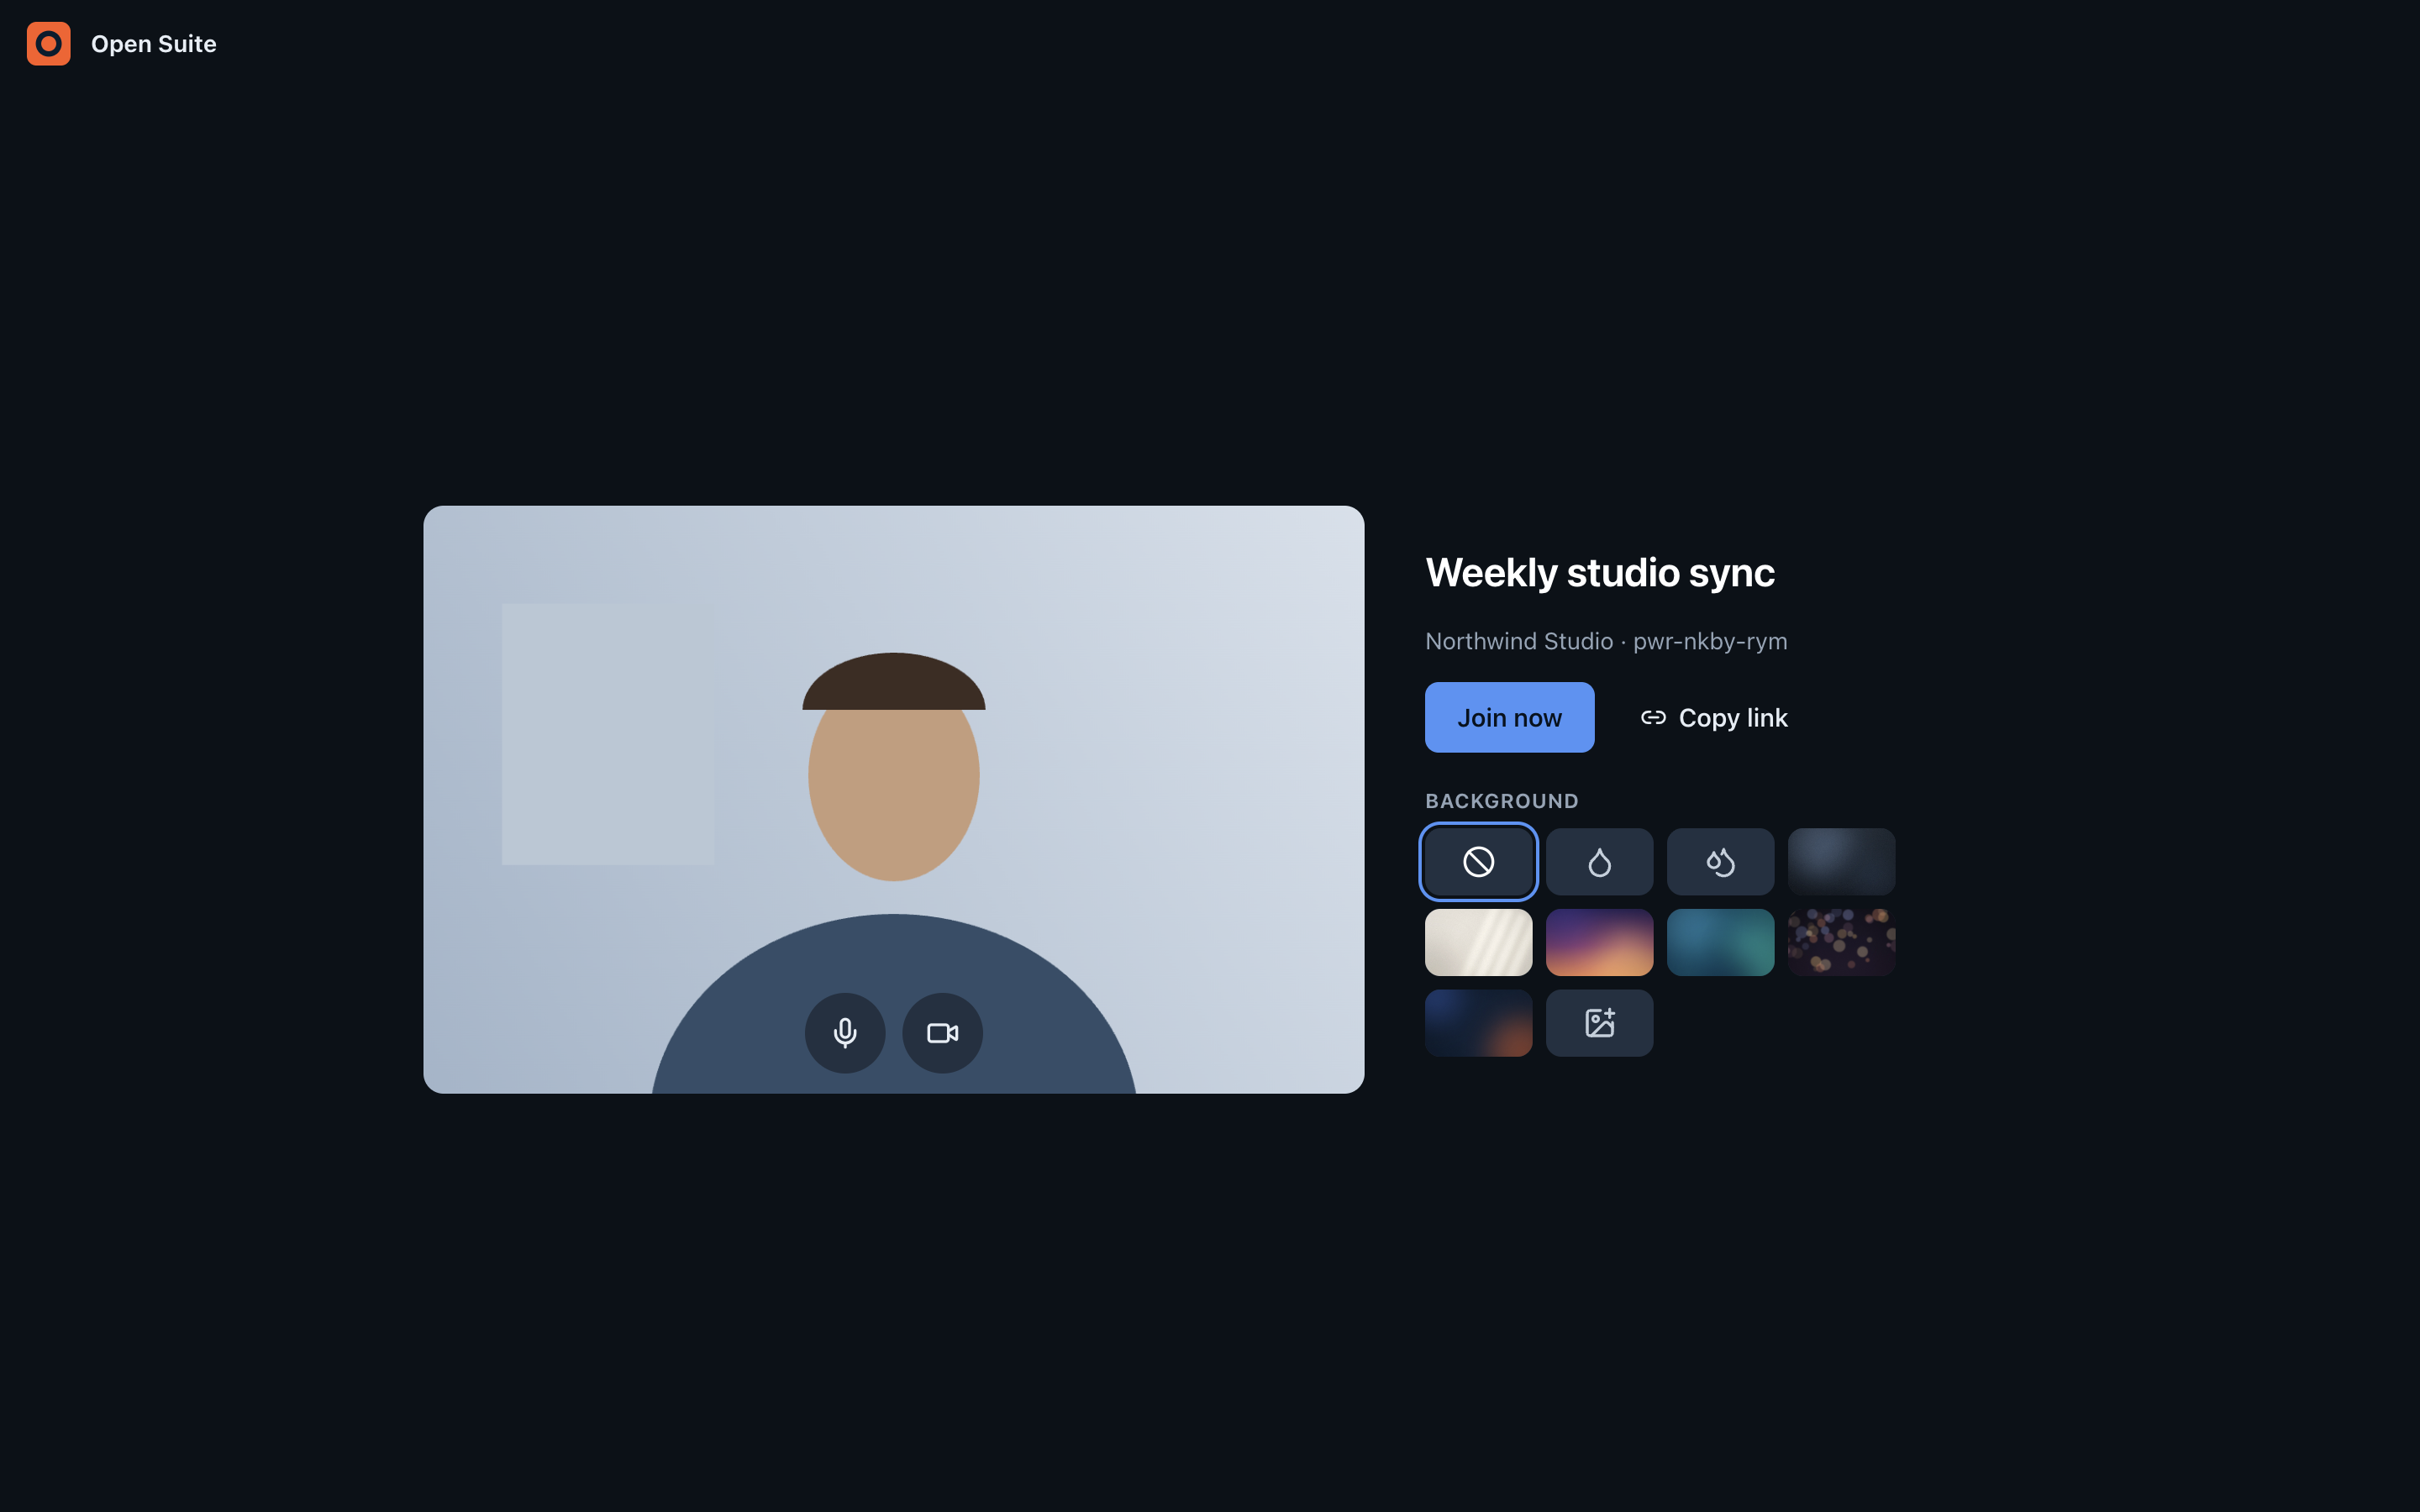 Open Suite
Weekly studio sync
Northwind Studio · pwr-nkby-rym
Join now
Copy link
BACKGROUND